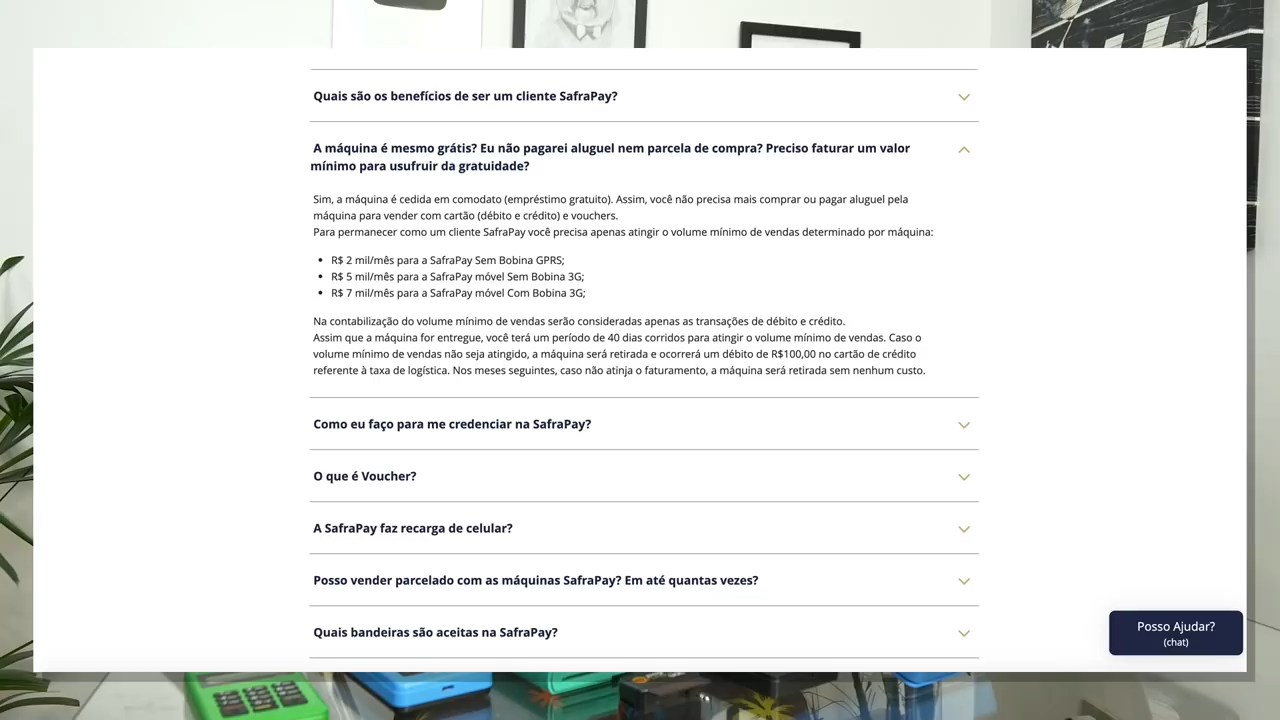 Quais são os benefícios de ser um cliente SafraPay?
A máquina é mesmo grátis? Eu não pagarei aluguel nem parcela de compra? Preciso faturar um valor
mínimo para usufruir da gratuidade?
Sim, a máquina é cedida em comodato (empréstimo gratuito). Assim, você não precisa mais comprar ou pagar aluguel pela
máquina para vender com cartão (débito e crédito) e vouchers.
Para permanecer como um cliente SafraPay você precisa apenas atingir o volume mínimo de vendas determinado por máquina:
• R$ 2 mil/mês para a SafraPay Sem Bobina GPRS;
• R$ 5 mil/mês para a SafraPay móvel Sem Bobina 3G;
• R$ 7 mil/mês para a SafraPay móvel Com Bobina 3G;
Na contabilização do volume mínimo de vendas serão consideradas apenas as transações de débito e crédito.
Assim que a máquina for entregue, você terá um período de 40 dias corridos para atingir o volume mínimo de vendas. Caso o
volume mínimo de vendas não seja atingido, a máquina será retirada e ocorrerá um débito de R$100,00 no cartão de crédito
referente à taxa de logística. Nos meses seguintes, caso não atinja o faturamento, a máquina será retirada sem nenhum custo.
Como eu faço para me credenciar na SafraPay?
O que é Voucher?
A SafraPay faz recarga de celular?
Posso vender parcelado com as máquinas SafraPay? Em até quantas vezes?
Quais bandeiras são aceitas na SafraPay?
Posso Ajudar?
(chat)